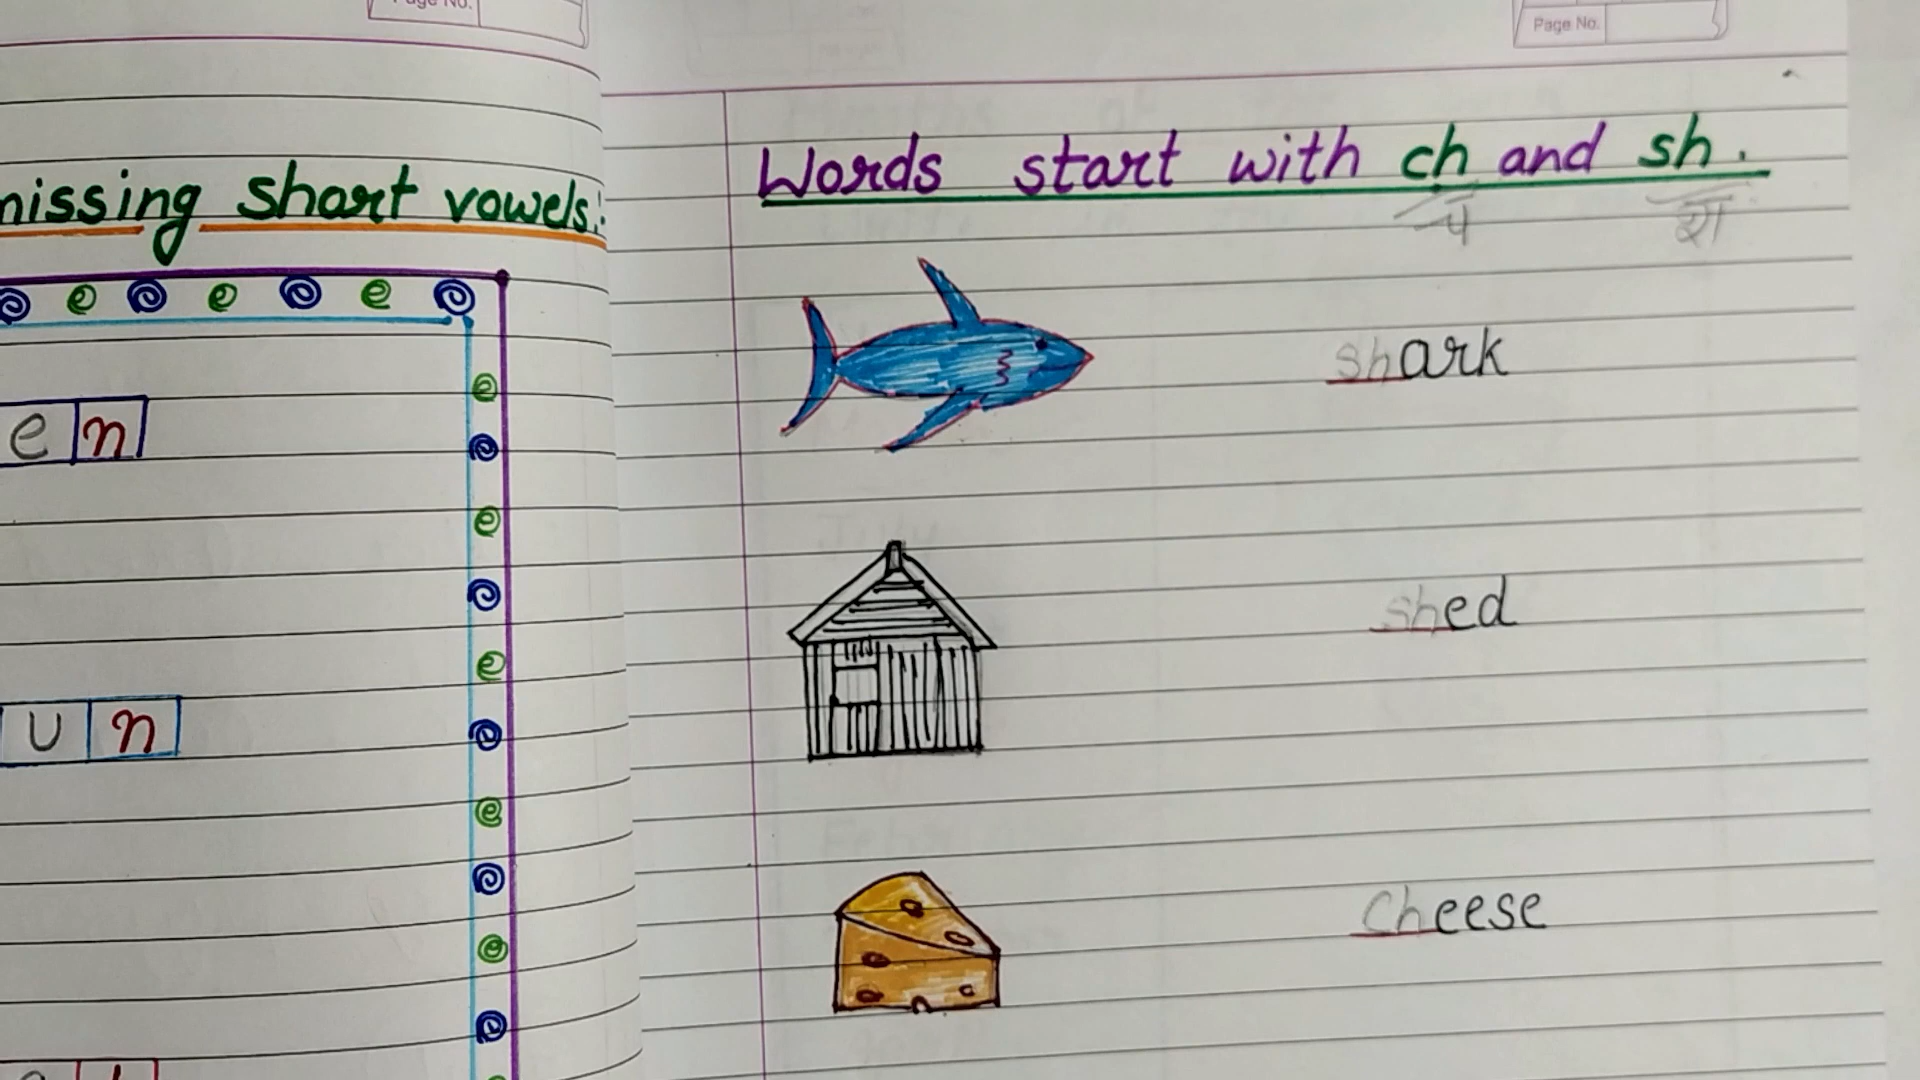 Page No.
missing short vowels:
e n
u n
Page No.
Words start with ch and sh.
च श
shark
shed
cheese